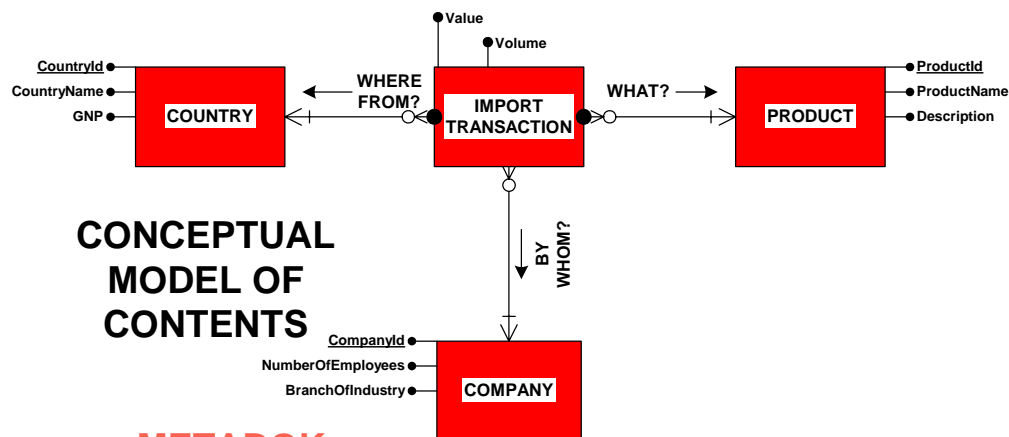 Value
Volume
CountryId
CountryName
GNP
COUNTRY
WHERE
FROM?
IMPORT
TRANSACTION
WHAT?
PRODUCT
ProductId
ProductName
Description
CONCEPTUAL
MODEL OF
CONTENTS
BY
WHOM?
CompanyId
NumberOfEmployees
BranchOfIndustry
COMPANY